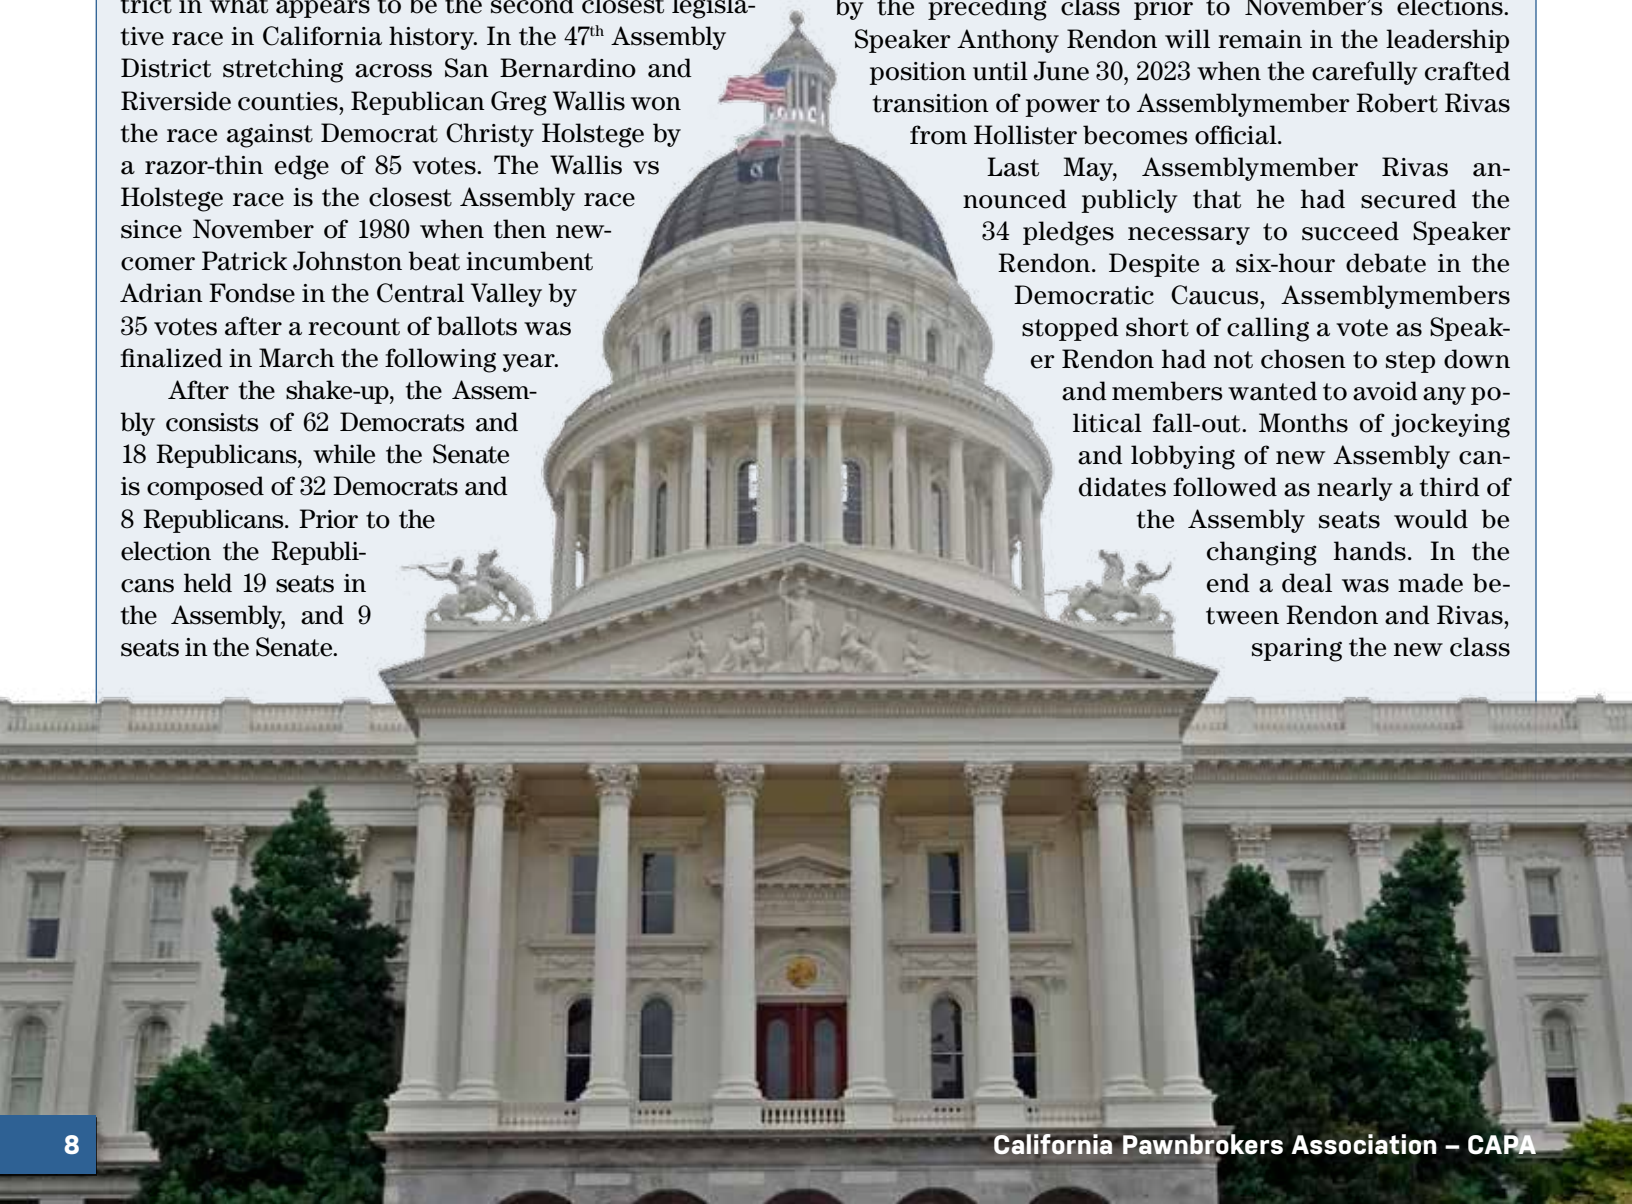 trict in what appears to be the second closest legisla-
tive race in California history. In the 47th Assembly
District stretching across San Bernardino and
Riverside counties, Republican Greg Wallis won
the race against Democrat Christy Holstege by
a razor-thin edge of 85 votes. The Wallis vs
Holstege race is the closest Assembly race
since November of 1980 when then new-
comer Patrick Johnston beat incumbent
Adrian Fondse in the Central Valley by
35 votes after a recount of ballots was
finalized in March the following year.
After the shake-up, the Assem-
bly consists of 62 Democrats and
18 Republicans, while the Senate
is composed of 32 Democrats and
8 Republicans. Prior to the
election the Republi-
cans held 19 seats in
the Assembly, and 9
seats in the Senate.
by the preceding class prior to November's elections.
Speaker Anthony Rendon will remain in the leadership
position until June 30, 2023 when the carefully crafted
transition of power to Assemblymember Robert Rivas
from Hollister becomes official.
Last May, Assemblymember Rivas an-
nounced publicly that he had secured the
34 pledges necessary to succeed Speaker
Rendon. Despite a six-hour debate in the
Democratic Caucus, Assemblymembers
stopped short of calling a vote as Speak-
er Rendon had not chosen to step down
and members wanted to avoid any po-
litical fall-out. Months of jockeying
and lobbying of new Assembly can-
didates followed as nearly a third of
the Assembly seats would be
changing hands. In the
end a deal was made be-
tween Rendon and Rivas,
sparing the new class
8
California Pawnbrokers Association – CAPA